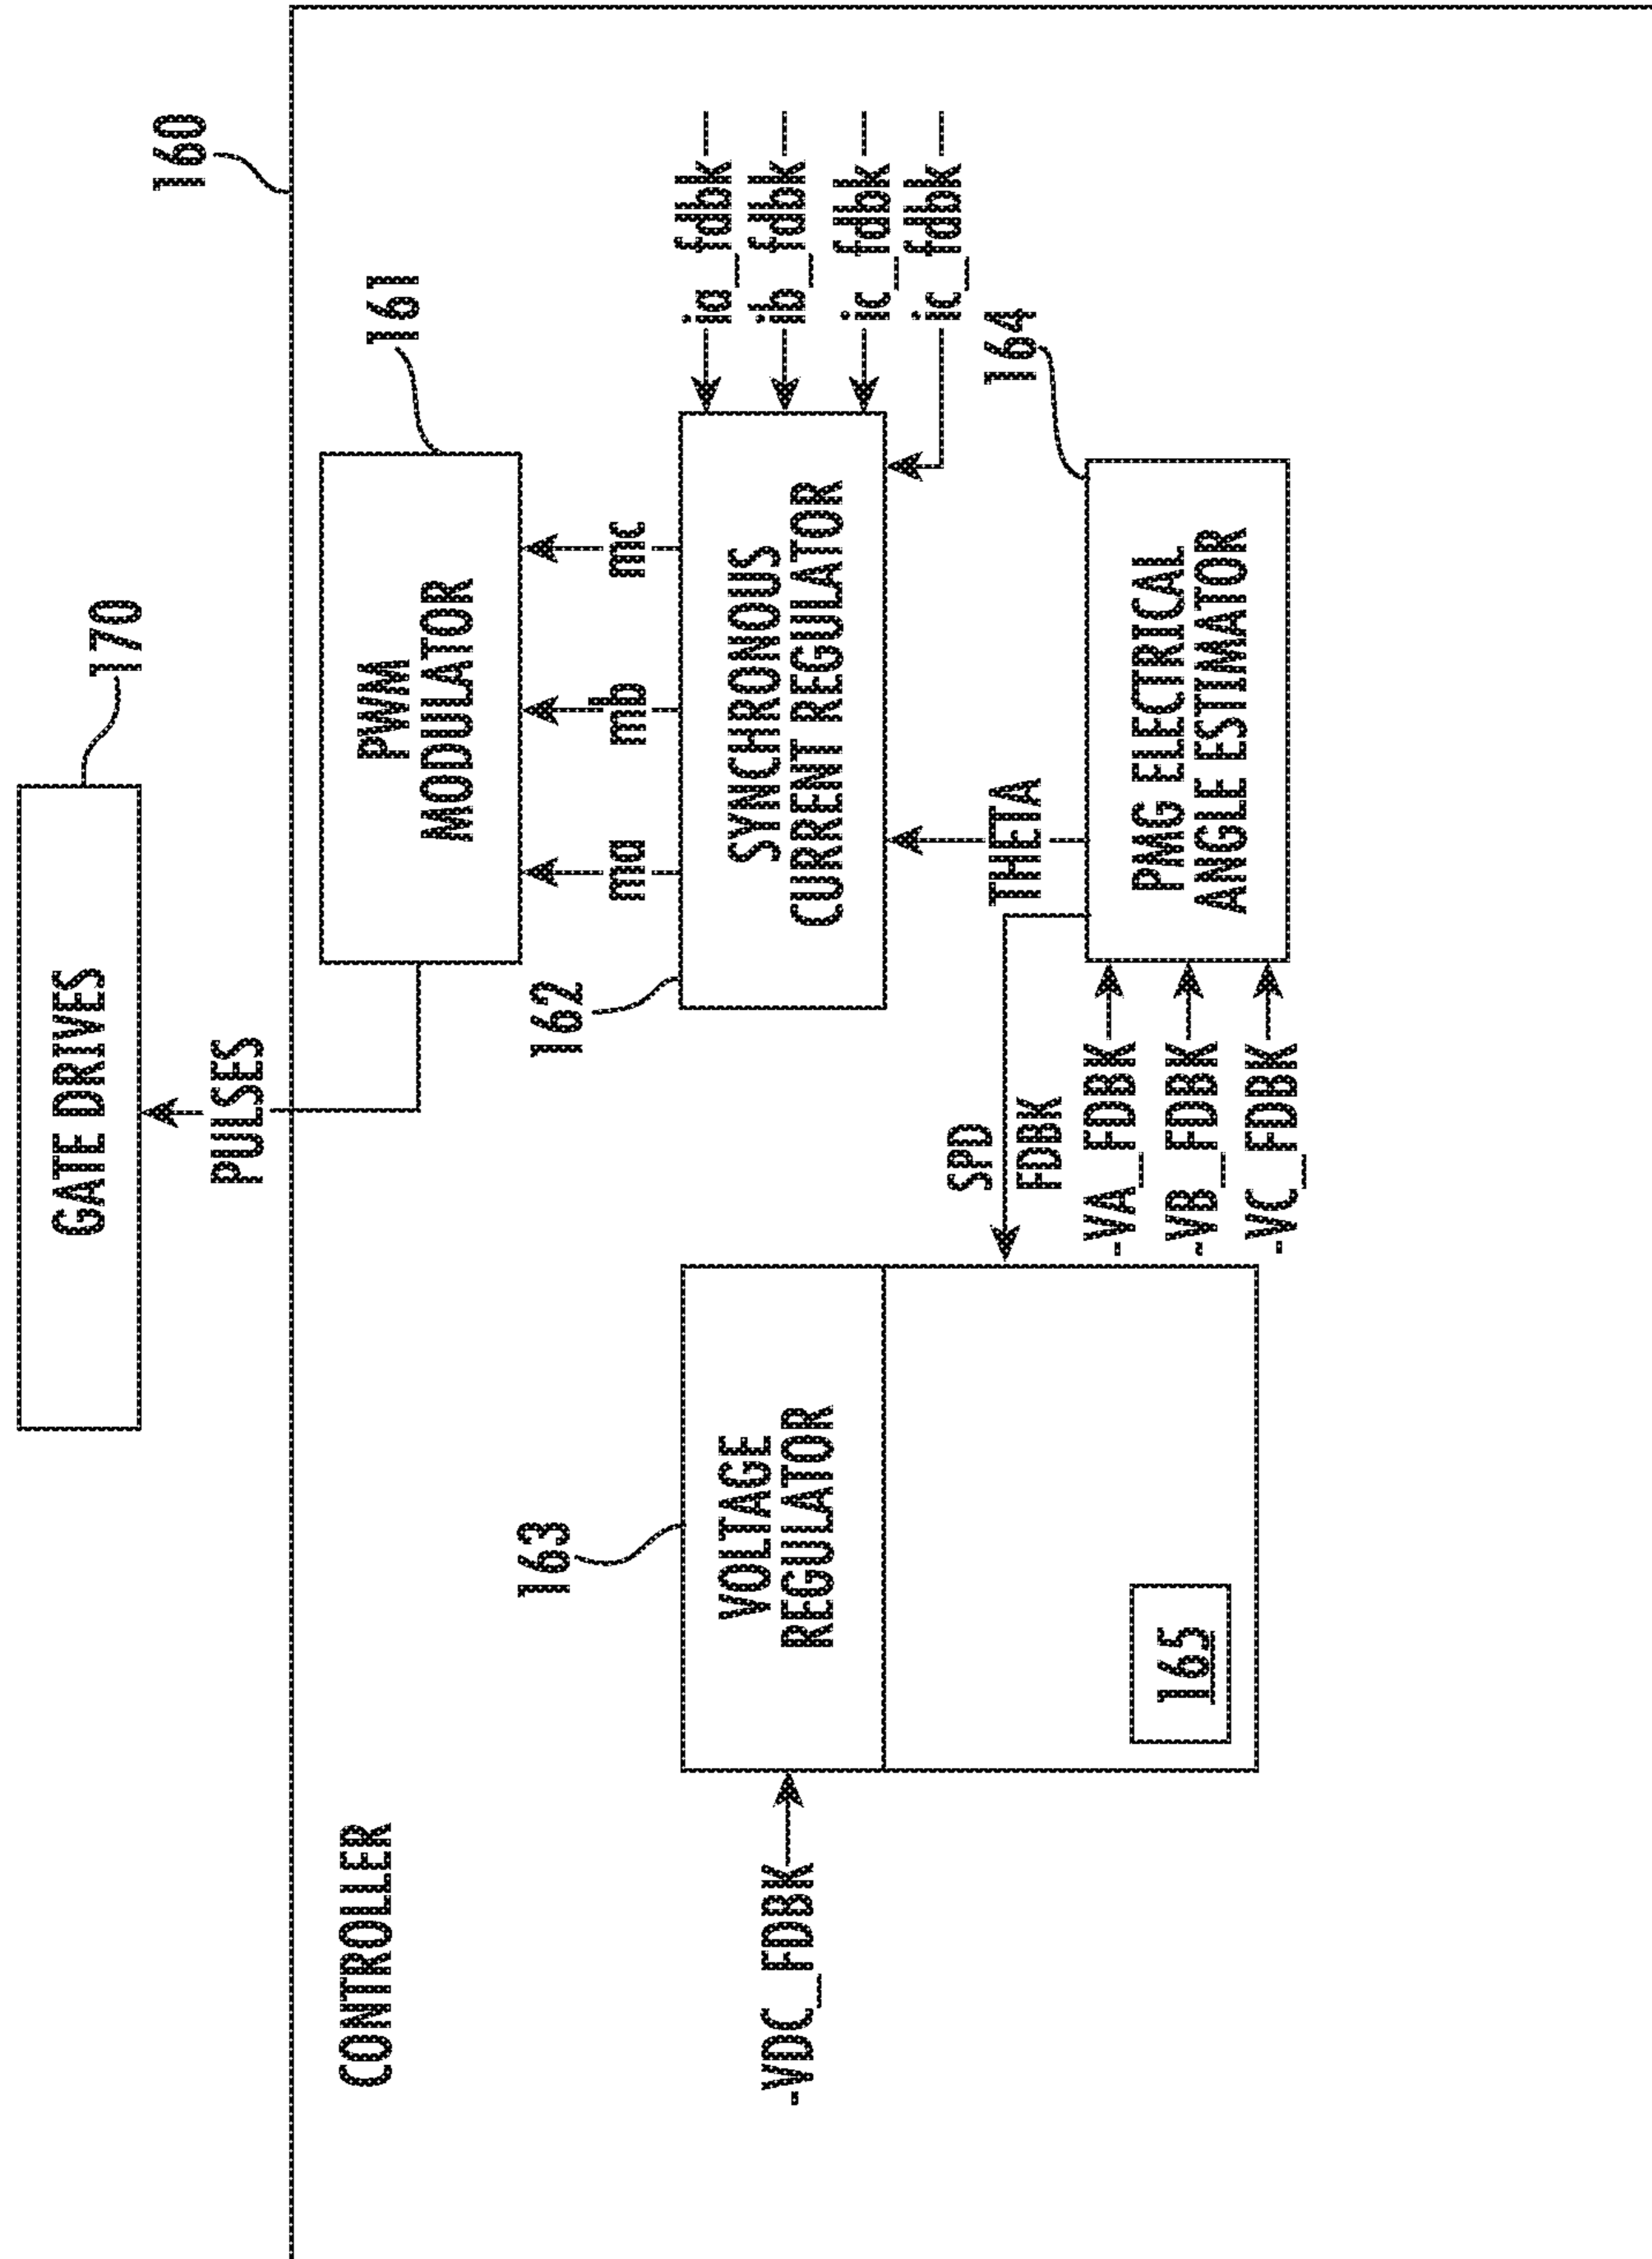 GATE DRIVES
170
160
PULSES
CONTROLLER
161
PWM
MODULATOR
163
162
ma
mb
mc
ia_fdbk
ib_fdbk
ic_fdbk
ic_fdbk
-VDC_FDBK
VOLTAGE
REGULATOR
SYNCHRONOUS
CURRENT REGULATOR
SPD
FDBK
THETA
164
-VA_FDBK
-VB_FDBK
-VC_FDBK
PMG ELECTRICAL
ANGLE ESTIMATOR
165